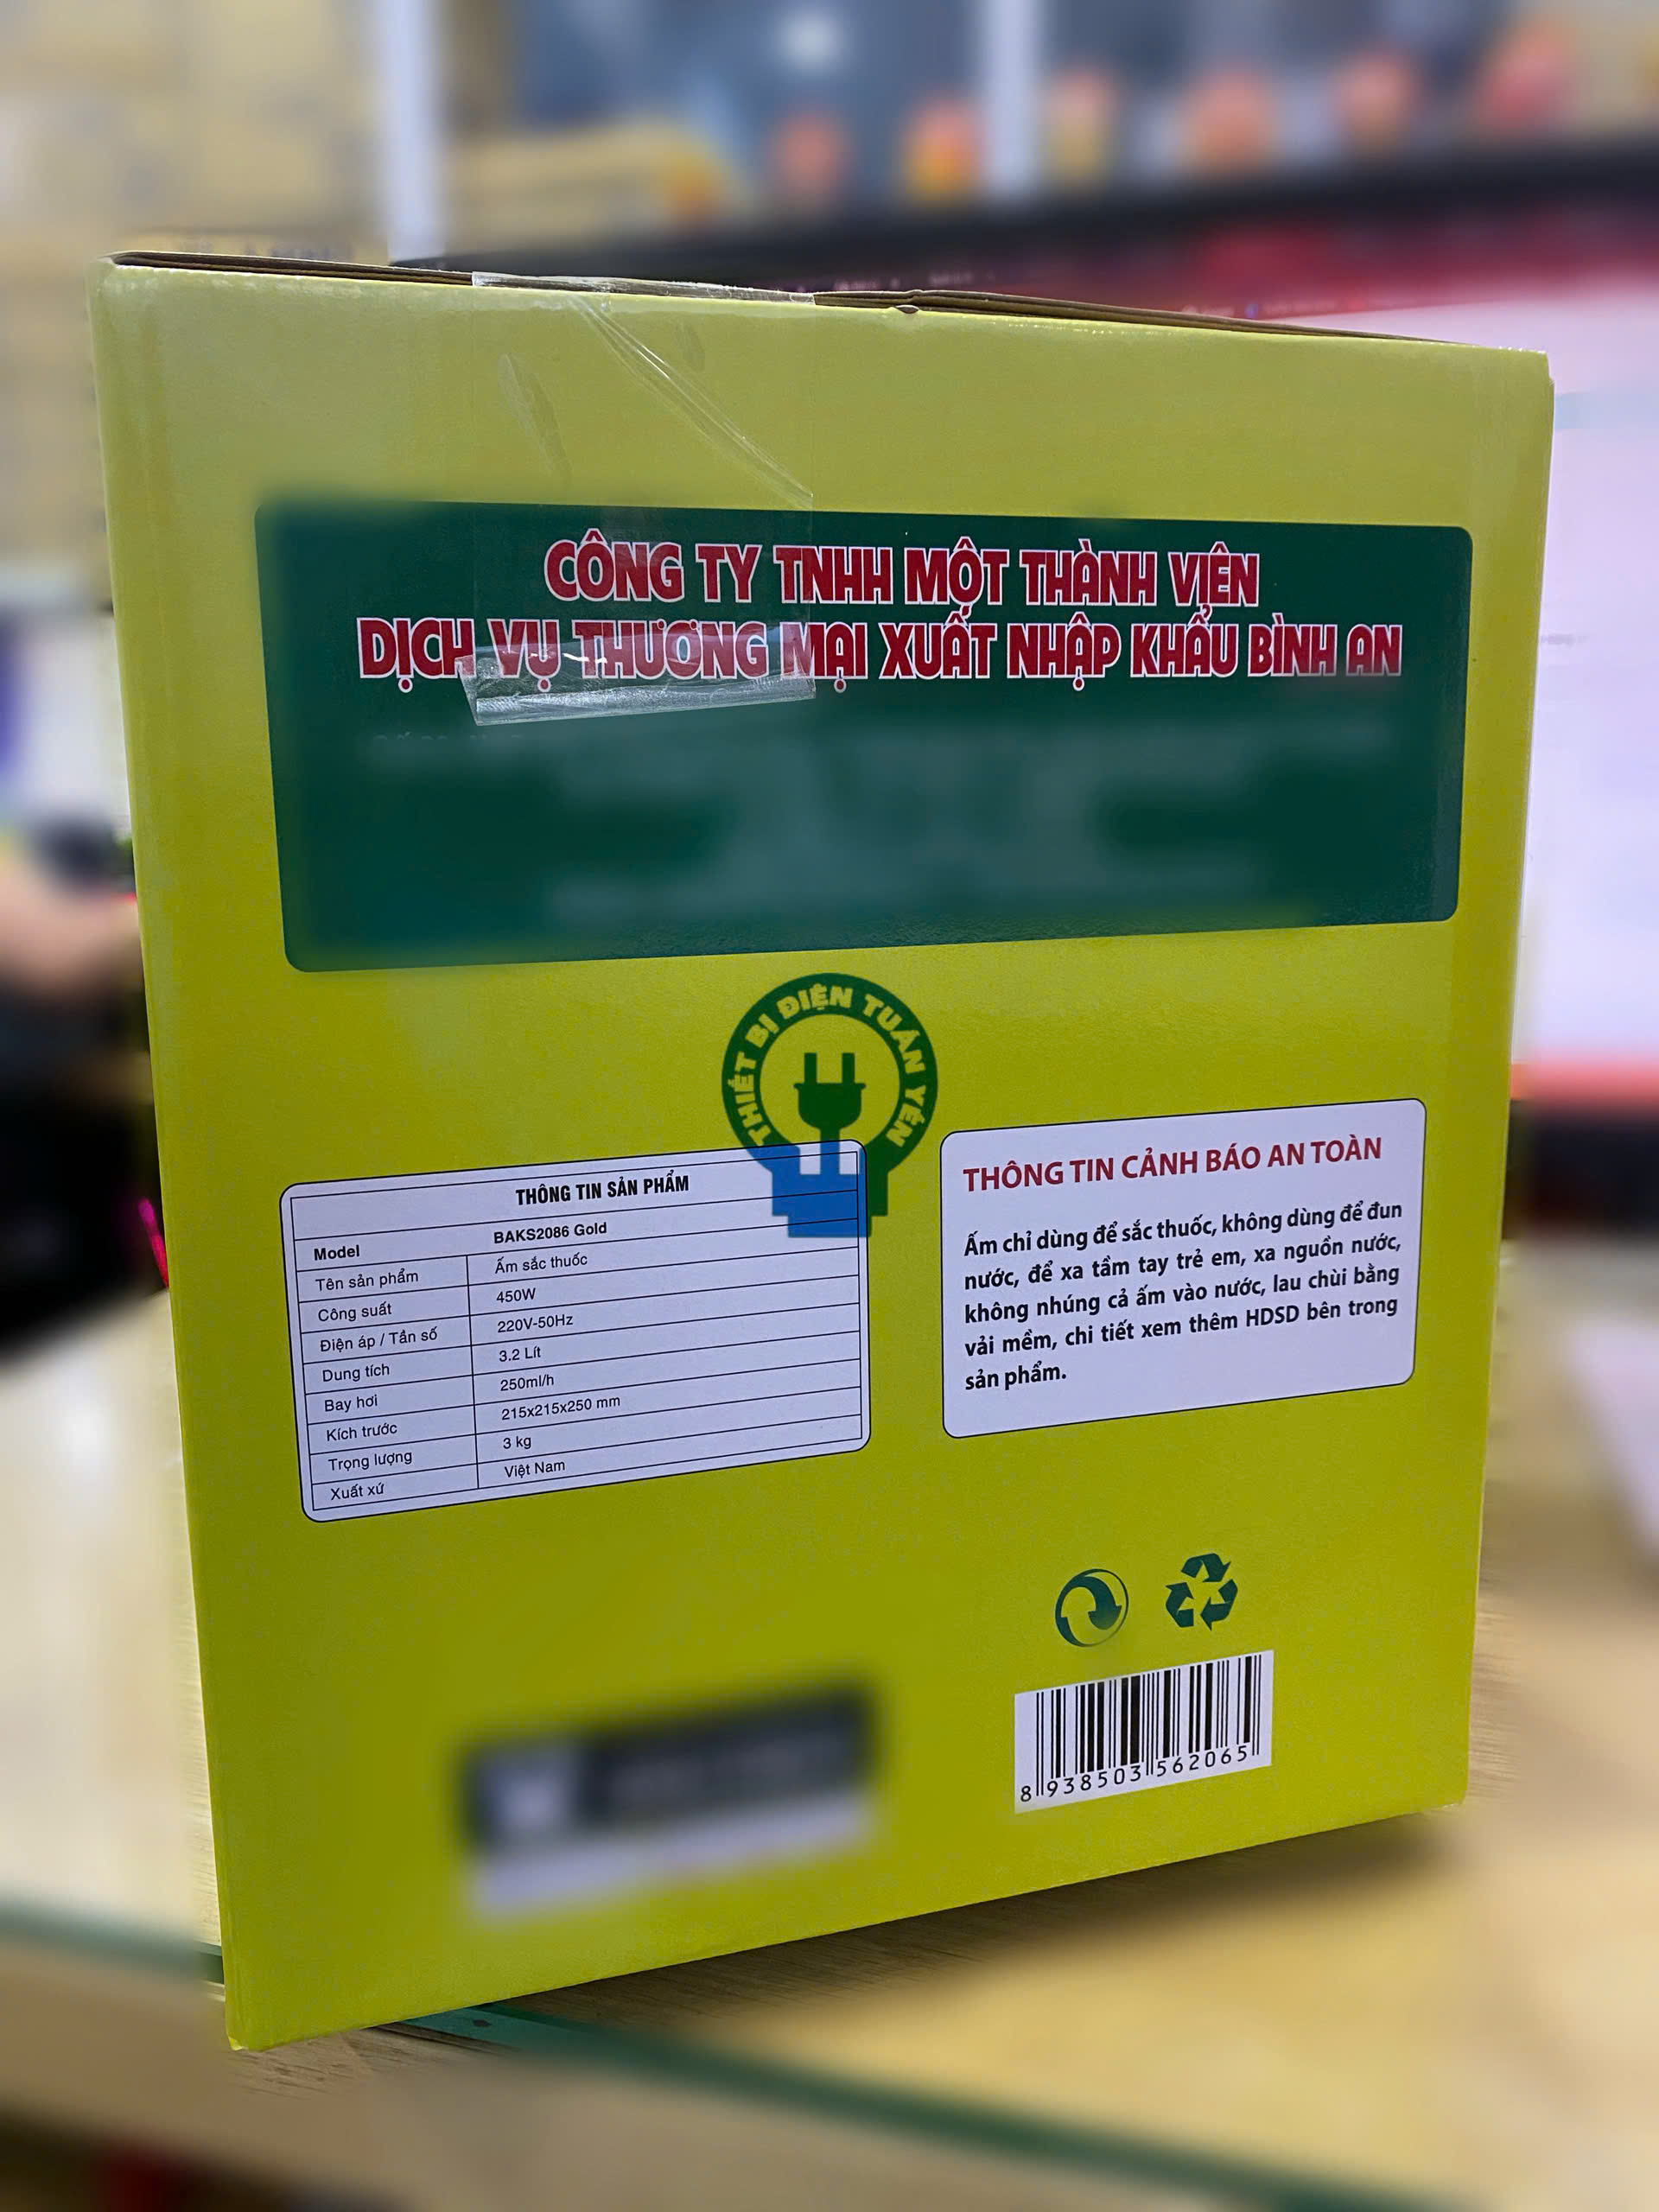 CÔNG TY TNHH MỘT THÀNH VIÊN
DỊCH VỤ THƯƠNG MẠI XUẤT NHẬP KHẨU BÌNH AN
THIẾT BỊ ĐIỆN TUẤN YẾN
THÔNG TIN SẢN PHẨM
Model BAKS2086 Gold
Tên sản phẩm Ấm sắc thuốc
Công suất 450W
Điện áp / Tần số 220V-50Hz
Dung tích 3.2 Lít
Bay hơi 250ml/h
Kích trước 215x215x250 mm
Trọng lượng 3 kg
Xuất xứ Việt Nam
THÔNG TIN CẢNH BÁO AN TOÀN
Ấm chỉ dùng để sắc thuốc, không dùng để đun
nước, để xa tầm tay trẻ em, xa nguồn nước,
không nhúng cả ấm vào nước, lau chùi bằng
vải mềm, chi tiết xem thêm HDSD bên trong
sản phẩm.
8 938503 562065